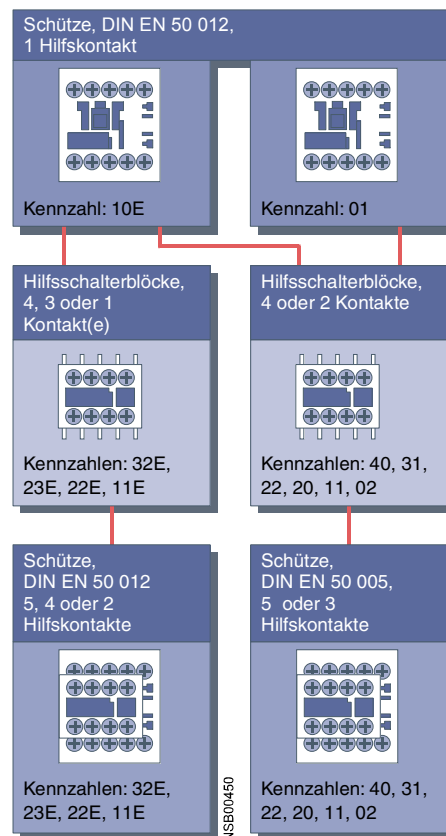 Schütze, DIN EN 50 012,
1 Hilfskontakt
Kennzahl: 10E
Kennzahl: 01
Hilfsschalterblöcke,
4, 3 oder 1
Kontakt(e)
Kennzahlen: 32E,
23E, 22E, 11E
Hilfsschalterblöcke,
4 oder 2 Kontakte
Kennzahlen: 40, 31,
22, 20, 11, 02
Schütze,
DIN EN 50 012
5, 4 oder 2
Hilfskontakte
Kennzahlen: 32E,
23E, 22E, 11E
Schütze,
DIN EN 50 005,
5 oder 3
Hilfskontakte
Kennzahlen: 40, 31,
22, 20, 11, 02
NSB00450